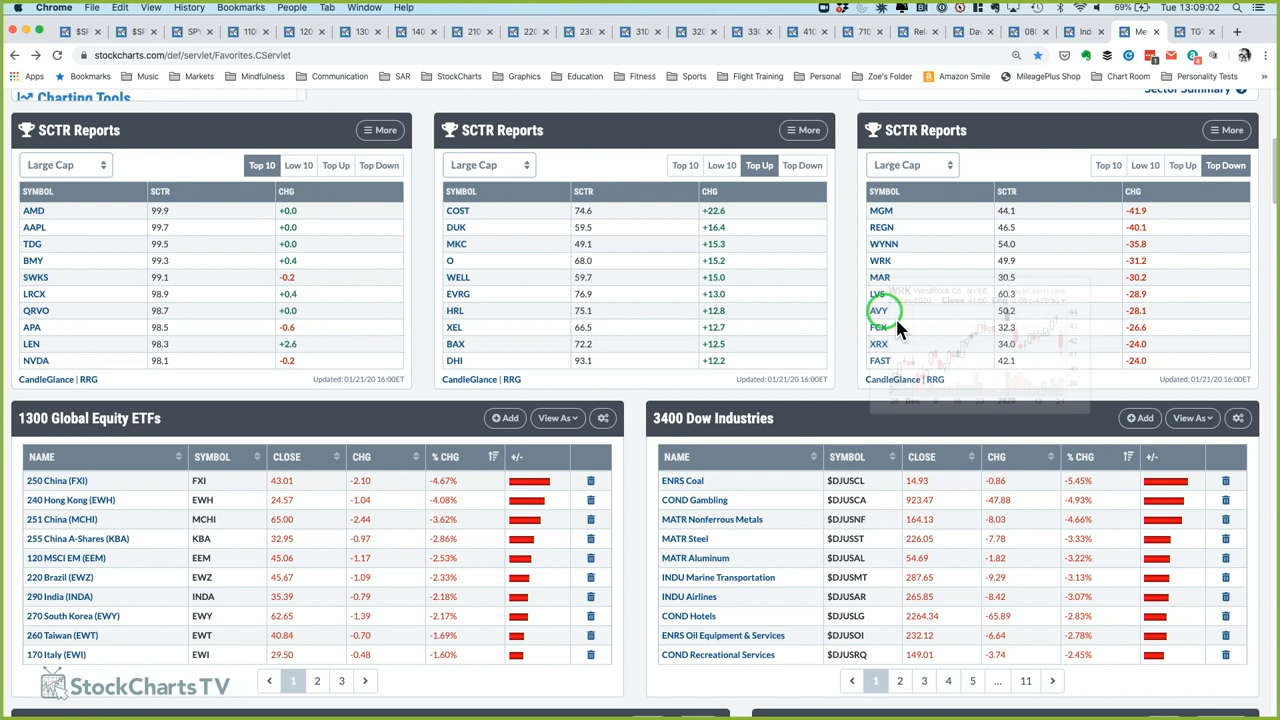 Chrome File Edit View History Bookmarks People Tab Window Help 69% Tue 13:09:02
stockcharts.com/def/servlet/Favorites.CServlet
Apps Bookmarks Music Markets Mindfulness Communication SAR StockCharts Graphics Education Fitness Sports Flight Training Personal Zoe's Folder Amazon Smile MileagePlus Shop Chart Room Personality Tests
Charting Tools
Sector Summary
SCTR Reports More
Large Cap Top 10 Low 10 Top Up Top Down
SYMBOL SCTR CHG
AMD 99.9 +0.0
AAPL 99.7 +0.0
TDG 99.5 +0.0
BMY 99.3 +0.4
SWKS 99.1 -0.2
LRCX 98.9 +0.4
QRVO 98.7 +0.0
APA 98.5 -0.6
LEN 98.3 +2.6
NVDA 98.1 -0.2
CandleGlance | RRG Updated: 01/21/20 16:00ET
SCTR Reports More
Large Cap Top 10 Low 10 Top Up Top Down
SYMBOL SCTR CHG
COST 74.6 +22.6
DUK 59.5 +16.4
MKC 49.1 +15.3
O 68.0 +15.2
WELL 59.7 +15.0
EVRG 76.9 +13.0
HRL 75.1 +12.8
XEL 66.5 +12.7
BAX 72.2 +12.5
DHI 93.1 +12.2
CandleGlance | RRG Updated: 01/21/20 16:00ET
SCTR Reports More
Large Cap Top 10 Low 10 Top Up Top Down
SYMBOL SCTR CHG
MGM 44.1 -41.9
REGN 46.5 -40.1
WYNN 54.0 -35.8
WRK 49.9 -31.2
MAR 30.5 -30.2
LVS 60.3 -28.9
AVY 50.2 -28.1
FCX 32.3 -26.6
XRX 34.0 -24.0
FAST 42.1 -24.0
CandleGlance | RRG Updated: 01/21/20 16:00ET
WRK WestRock Co. NYSE StockCharts.com
1300 Global Equity ETFs Add View As
NAME SYMBOL CLOSE CHG % CHG +/-
250 China (FXI) FXI 43.01 -2.10 -4.67%
240 Hong Kong (EWH) EWH 24.57 -1.04 -4.08%
251 China (MCHI) MCHI 65.00 -2.44 -3.62%
255 China A-Shares (KBA) KBA 32.95 -0.97 -2.86%
120 MSCI EM (EEM) EEM 45.06 -1.17 -2.53%
220 Brazil (EWZ) EWZ 45.67 -1.09 -2.33%
290 India (INDA) INDA 35.39 -0.79 -2.18%
270 South Korea (EWY) EWY 62.65 -1.39 -2.17%
260 Taiwan (EWT) EWT 40.84 -0.70 -1.69%
170 Italy (EWI) EWI 29.50 -0.48 -1.60%
1 2 3
3400 Dow Industries Add View As
NAME SYMBOL CLOSE CHG % CHG +/-
ENRS Coal $DJUSCL 14.93 -0.86 -5.45%
COND Gambling $DJUSCA 923.47 -47.88 -4.93%
MATR Nonferrous Metals $DJUSNF 164.13 -8.03 -4.66%
MATR Steel $DJUSST 226.05 -7.78 -3.33%
MATR Aluminum $DJUSAL 54.69 -1.82 -3.22%
INDU Marine Transportation $DJUSMT 287.65 -9.29 -3.13%
INDU Airlines $DJUSAR 265.85 -8.42 -3.07%
COND Hotels $DJUSLG 2264.34 -65.89 -2.83%
ENRS Oil Equipment & Services $DJUSOI 232.12 -6.64 -2.78%
COND Recreational Services $DJUSRQ 149.01 -3.74 -2.45%
1 2 3 4 5 ... 11
StockCharts TV